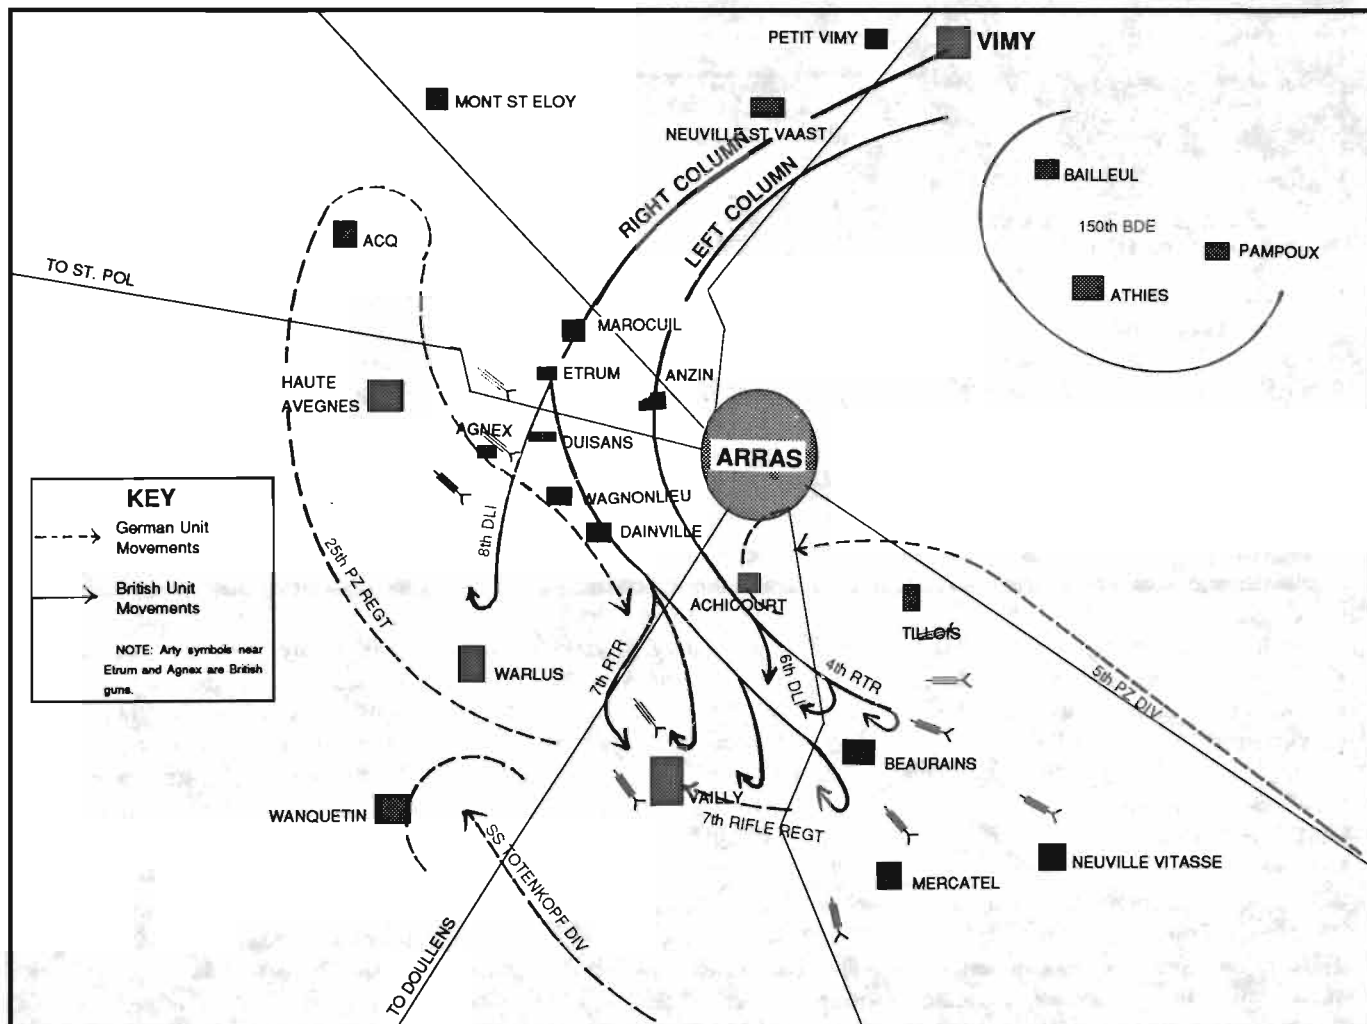 PETIT VIMY
VIMY
MONT ST ELOY
NEUVILLE ST VAAST
RIGHT COLUMN
LEFT COLUMN
BAILLEUL
150th BDE
PAMPOUX
ATHIES
ACQ
TO ST. POL
MAROCUIL
ETRUM
ANZIN
HAUTE
AVEGNES
AGNEX
DUISANS
ARRAS
WAGNONLIEU
DAINVILLE
8th DLI
25th PZ REGT
KEY
German Unit
Movements
British Unit
Movements
NOTE: Arty symbols near
Etrum and Agnex are British
guns.
ACHICOURT
TILLOIS
WARLUS
7th RTR
6th DLI
4th RTR
5th PZ DIV
BEAURAINS
VAILLY
7th RIFLE REGT
WANQUETIN
SS TOTENKOPF DIV
MERCATEL
NEUVILLE VITASSE
TO DOULLENS